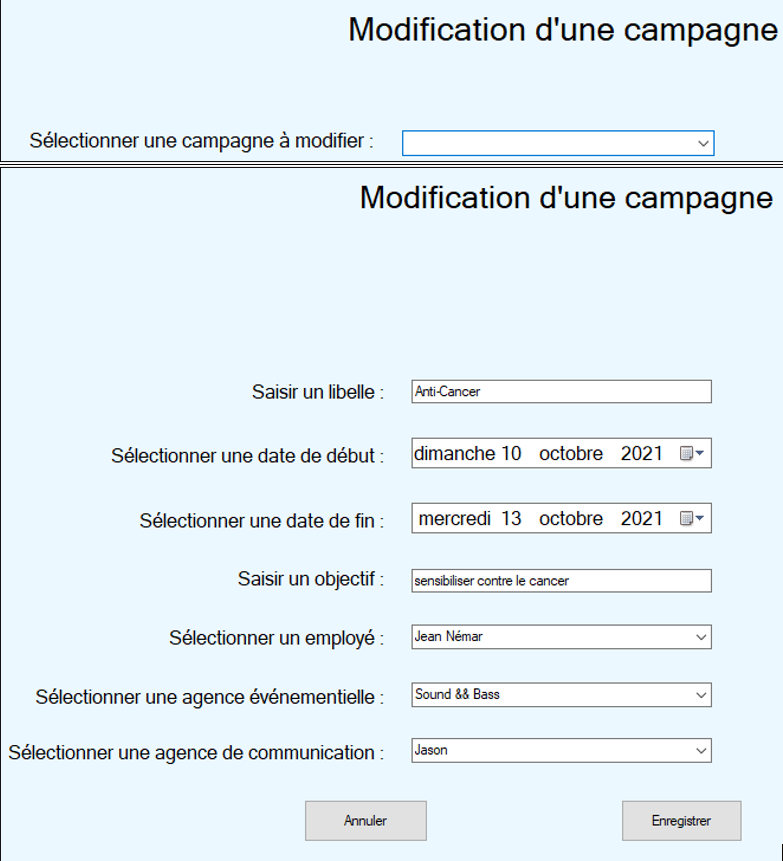 Modification d'une campagne
Sélectionner une campagne à modifier :
Modification d'une campagne
Saisir un libelle : Anti-Cancer
Sélectionner une date de début : dimanche 10 octobre 2021
Sélectionner une date de fin : mercredi 13 octobre 2021
Saisir un objectif : sensibiliser contre le cancer
Sélectionner un employé : Jean Némar
Sélectionner une agence événementielle : Sound && Bass
Sélectionner une agence de communication : Jason
Annuler Enregistrer